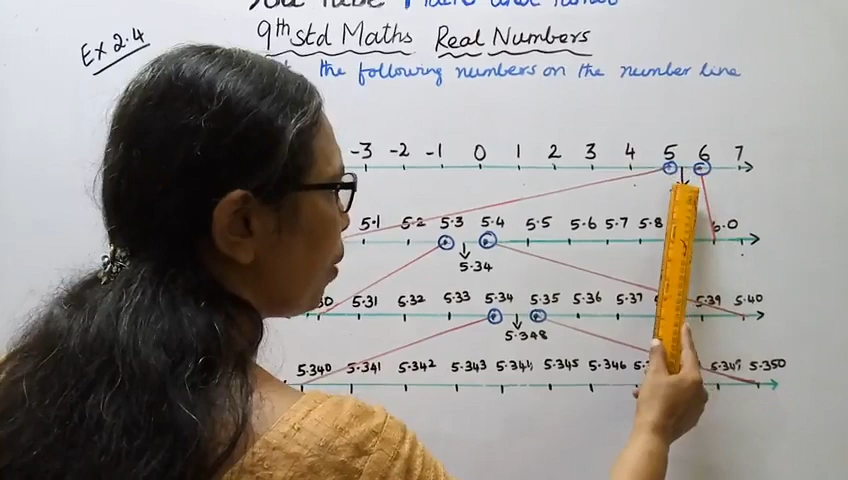 9th std Maths Real Numbers
Ex 2.4
the following numbers on the number line
-3 -2 -1 0 1 2 3 4 5 6 7
5.1 5.2 5.3 5.4 5.5 5.6 5.7 5.8 6.0
5.34
5.31 5.32 5.33 5.34 5.35 5.36 5.37 5.39 5.40
5.348
5.340 5.341 5.342 5.343 5.344 5.345 5.346 5.349 5.350